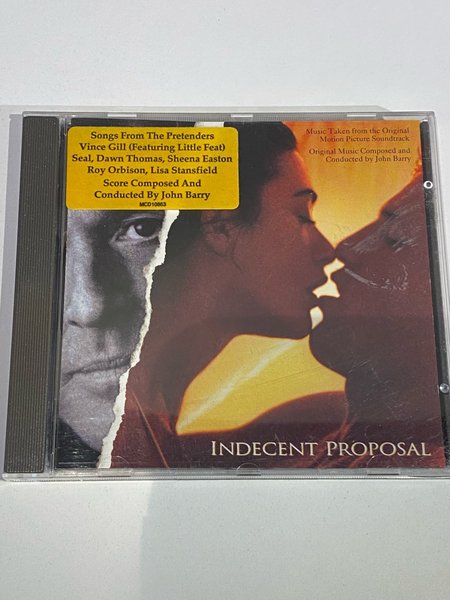 Songs From The Pretenders
Vince Gill (Featuring Little Feat)
Seal, Dawn Thomas, Sheena Easton
Roy Orbison, Lisa Stansfield
Score Composed And
Conducted By John Barry
MCD10863
Music Taken from the Original
Motion Picture Soundtrack
Original Music Composed and
Conducted by John Barry
INDECENT PROPOSAL